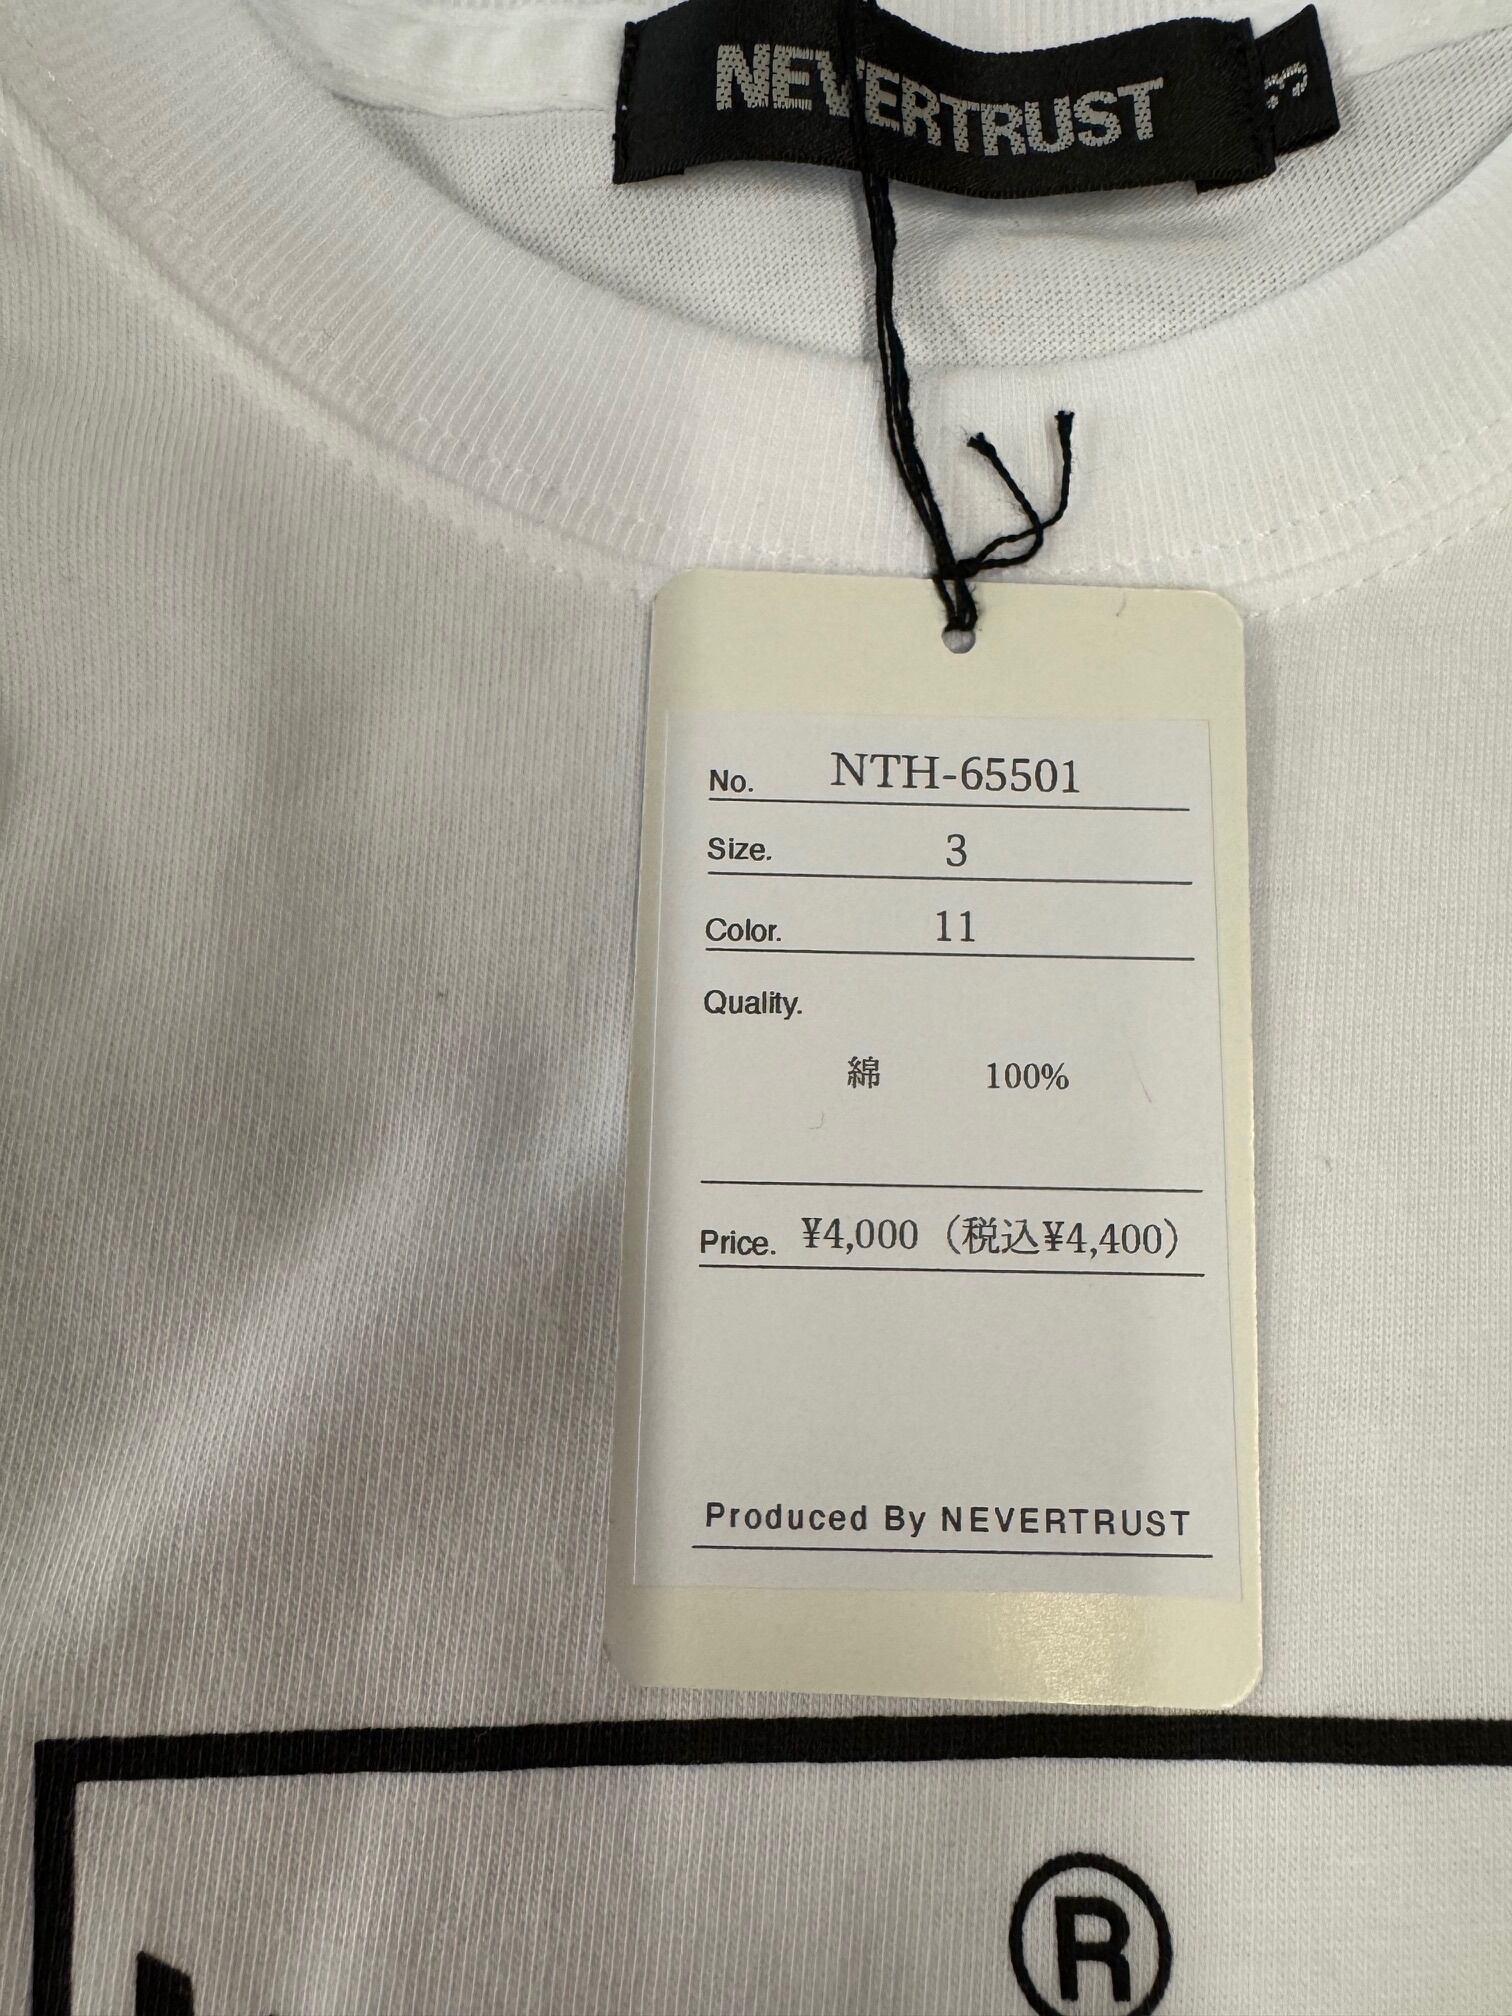 NEVERTRUST
No. NTH-65501
Size. 3
Color. 11
Quality.
綿 100%
Price. ¥4,000（税込¥4,400）
Produced By NEVERTRUST
®